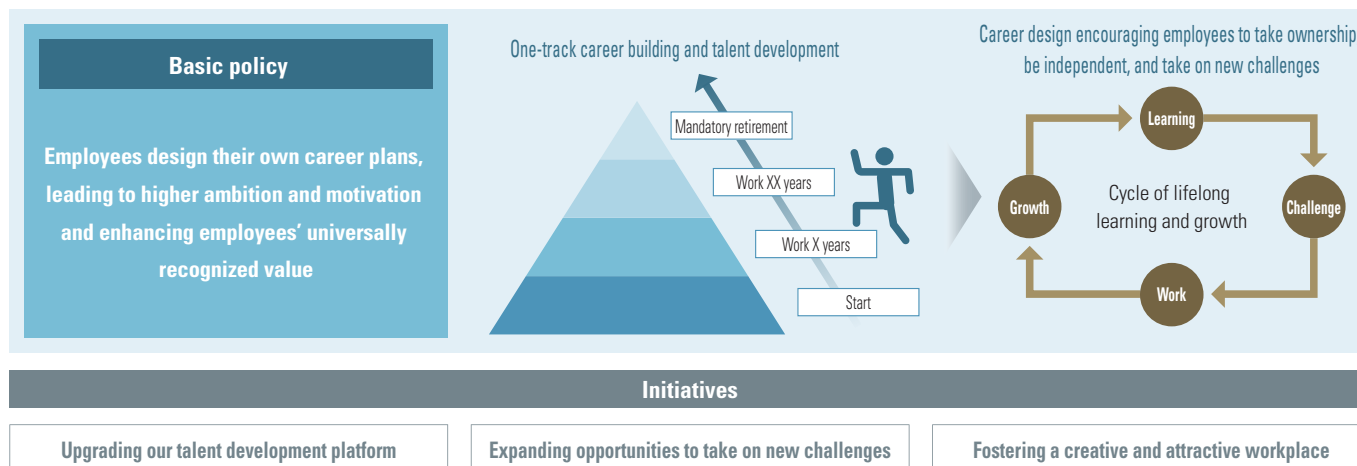 Basic policy
Employees design their own career plans,
leading to higher ambition and motivation
and enhancing employees' universally
recognized value
One-track career building and talent development
Mandatory retirement
Work XX years
Work X years
Start
Career design encouraging employees to take ownership
be independent, and take on new challenges
Learning
Growth
Cycle of lifelong
learning and growth
Challenge
Work
Initiatives
Upgrading our talent development platform
Expanding opportunities to take on new challenges
Fostering a creative and attractive workplace